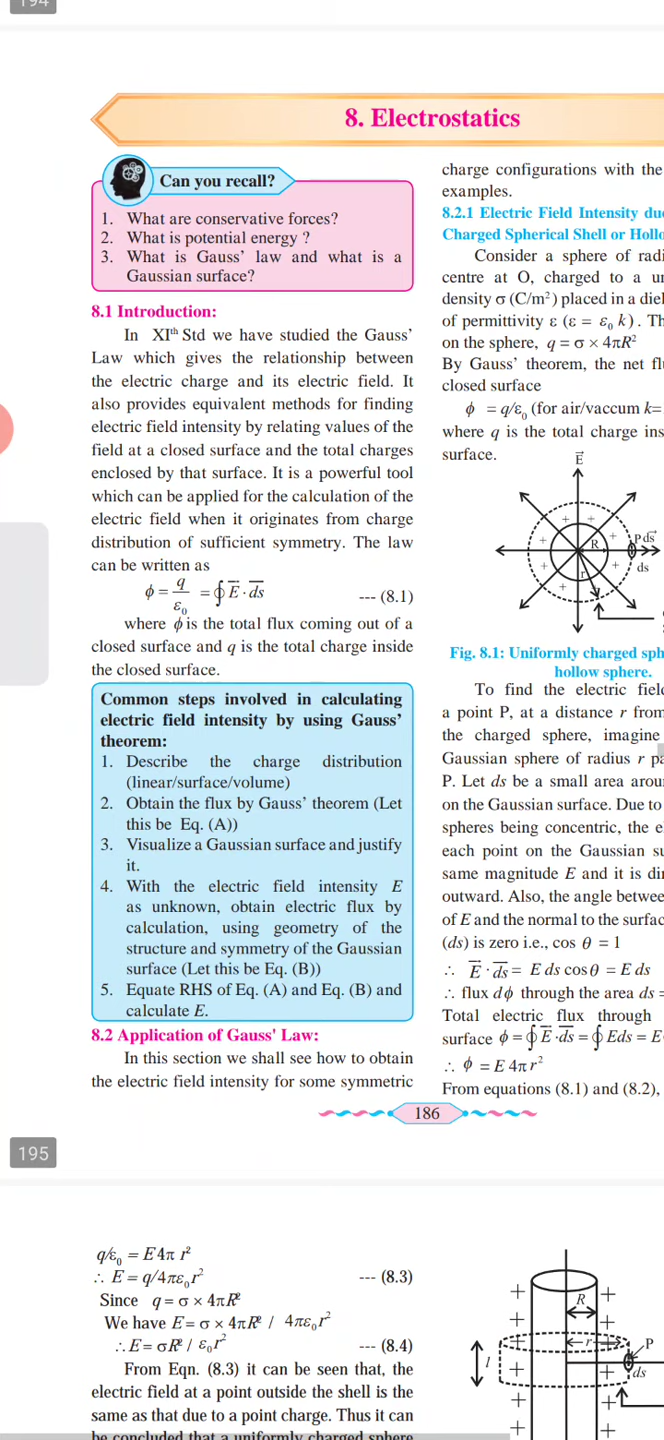 194
8. Electrostatics
Can you recall?
1. What are conservative forces?
2. What is potential energy ?
3. What is Gauss’ law and what is a
Gaussian surface?
8.1 Introduction:
In XIᵗʰ Std we have studied the Gauss’
Law which gives the relationship between
the electric charge and its electric field. It
also provides equivalent methods for finding
electric field intensity by relating values of the
field at a closed surface and the total charges
enclosed by that surface. It is a powerful tool
which can be applied for the calculation of the
electric field when it originates from charge
distribution of sufficient symmetry. The law
can be written as
ϕ = q/ε₀ = ∮ E · ds --- (8.1)
where ϕ is the total flux coming out of a
closed surface and q is the total charge inside
the closed surface.
Common steps involved in calculating
electric field intensity by using Gauss’
theorem:
1. Describe the charge distribution
(linear/surface/volume)
2. Obtain the flux by Gauss’ theorem (Let
this be Eq. (A))
3. Visualize a Gaussian surface and justify
it.
4. With the electric field intensity E
as unknown, obtain electric flux by
calculation, using geometry of the
structure and symmetry of the Gaussian
surface (Let this be Eq. (B))
5. Equate RHS of Eq. (A) and Eq. (B) and
calculate E.
8.2 Application of Gauss' Law:
In this section we shall see how to obtain
the electric field intensity for some symmetric
charge configurations with the
examples.
8.2.1 Electric Field Intensity
Charged Spherical Shell or
Consider a sphere of
centre at O, charged to a
density σ (C/m²) placed in a
of permittivity ε (ε = ε₀ k).
on the sphere, q = σ × 4πR²
By Gauss’ theorem, the net
closed surface
ϕ = q/ε₀ (for air/vaccum k=
where q is the total charge
surface.
E
R
r
P
ds
ds
Fig. 8.1: Uniformly charged
hollow sphere.
To find the electric
a point P, at a distance r from
the charged sphere, imagine
Gaussian sphere of radius r
P. Let ds be a small area
on the Gaussian surface. Due to
spheres being concentric, the
each point on the Gaussian
same magnitude E and it is
outward. Also, the angle
of E and the normal to the
(ds) is zero i.e., cos θ = 1
∴ E · ds = E ds cos θ = E ds
∴ flux dϕ through the area ds =
Total electric flux through
surface ϕ = ∮ E · ds = ∮ Eds = E
∴ ϕ = E 4π r²
From equations (8.1) and (8.2),
186
195
q/ε₀ = E 4π r²
∴ E = q/4πε₀r² --- (8.3)
Since q = σ × 4πR²
We have E = σ × 4πR² / 4πε₀r²
∴ E = σR² / ε₀r² --- (8.4)
From Eqn. (8.3) it can be seen that, the
electric field at a point outside the shell is the
same as that due to a point charge. Thus it can
be concluded that a uniformly charged sphere
R
r
P
l
ds